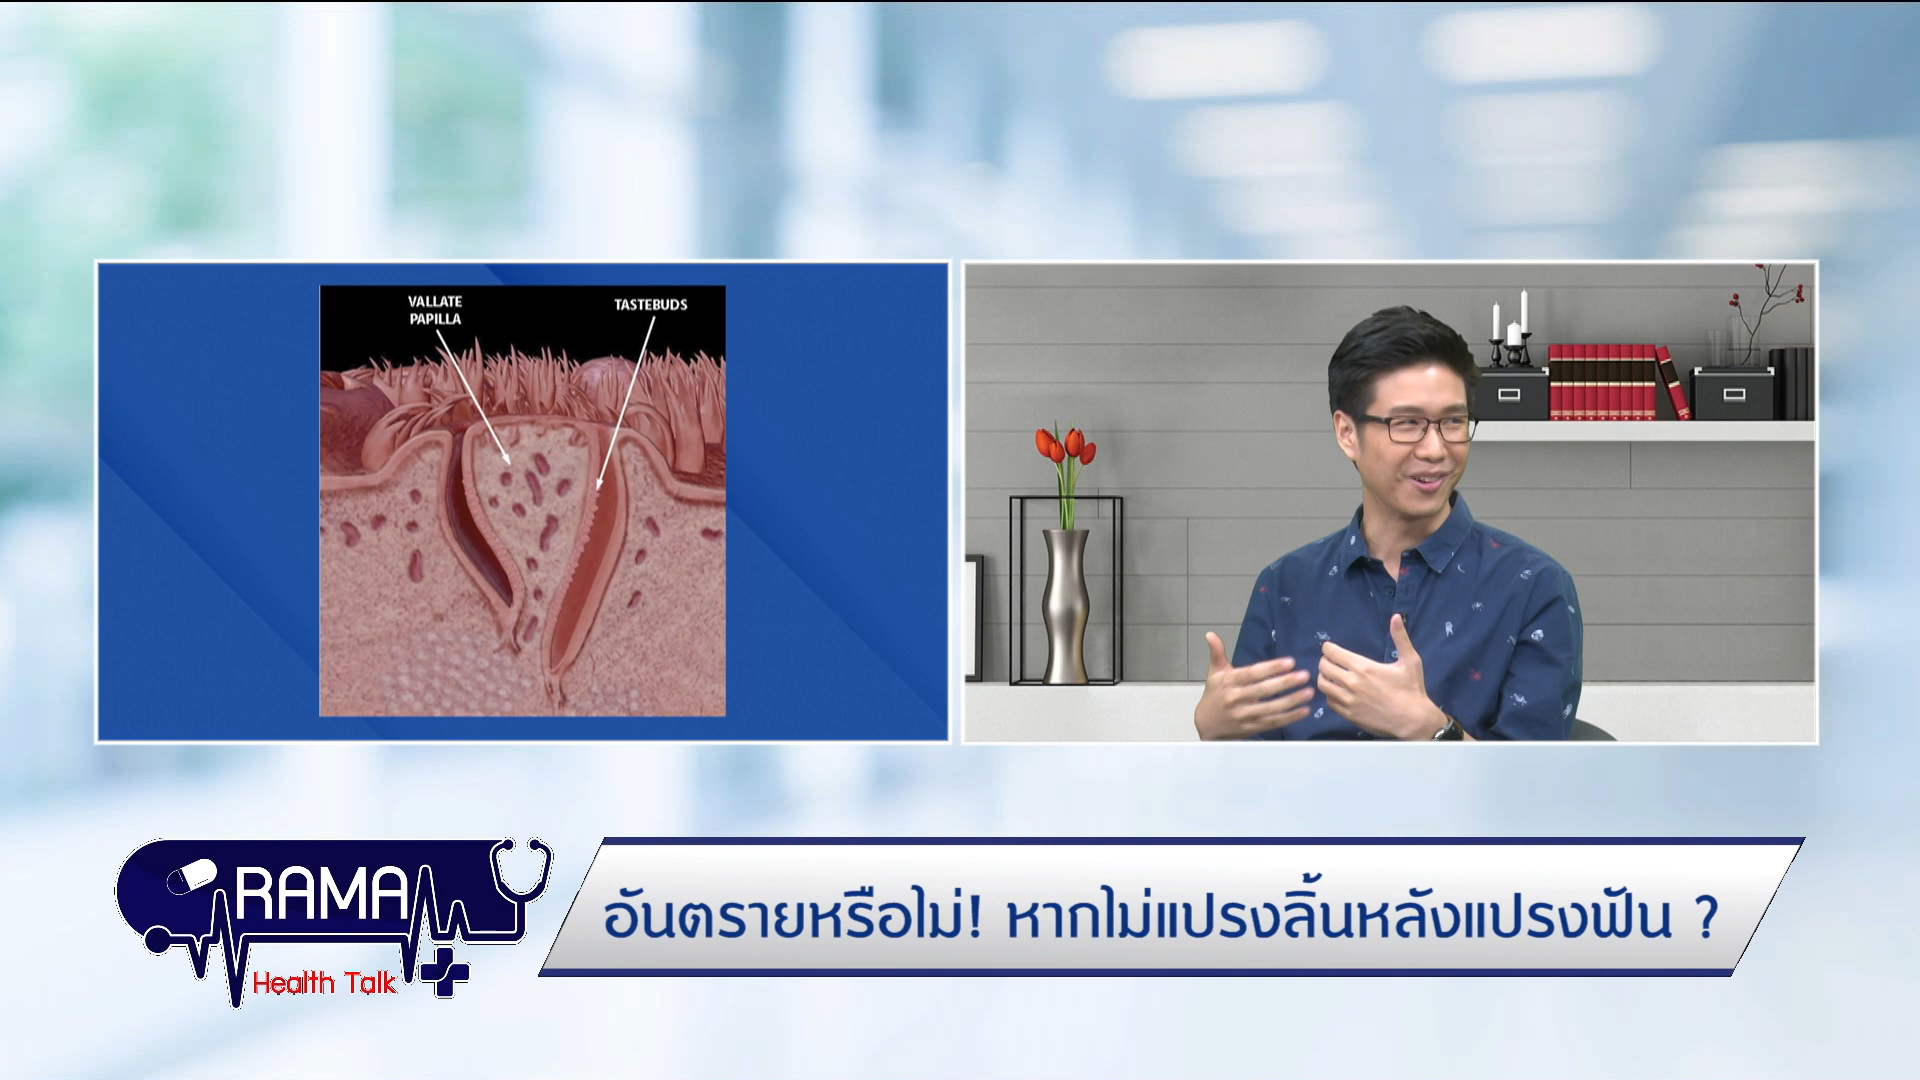 VALLATE
PAPILLA
TASTEBUDS
RAMA
Health Talk
อันตรายหรือไม่! หากไม่แปรงลิ้นหลังแปรงฟัน ?